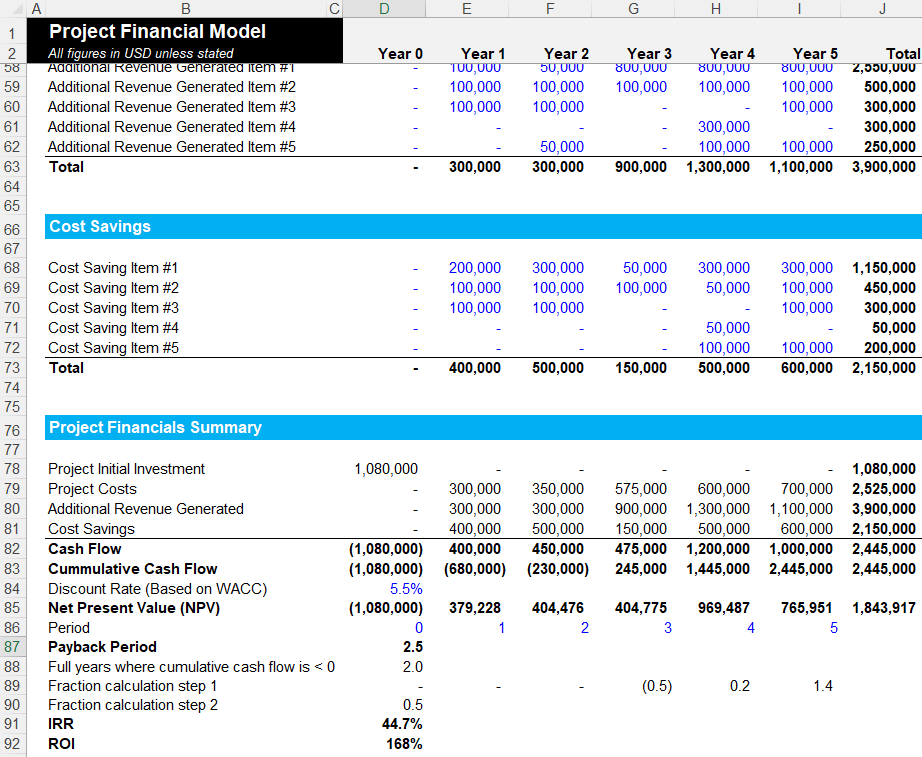 A B C D E F G H I J
1 Project Financial Model
2 All figures in USD unless stated Year 0 Year 1 Year 2 Year 3 Year 4 Year 5 Total
58 Additional Revenue Generated Item #1 - 100,000 50,000 800,000 800,000 800,000 2,550,000
59 Additional Revenue Generated Item #2 - 100,000 100,000 100,000 100,000 100,000 500,000
60 Additional Revenue Generated Item #3 - 100,000 100,000 - - 100,000 300,000
61 Additional Revenue Generated Item #4 - - - - 300,000 - 300,000
62 Additional Revenue Generated Item #5 - - 50,000 - 100,000 100,000 250,000
63 Total - 300,000 300,000 900,000 1,300,000 1,100,000 3,900,000
64
65
66 Cost Savings
67
68 Cost Saving Item #1 - 200,000 300,000 50,000 300,000 300,000 1,150,000
69 Cost Saving Item #2 - 100,000 100,000 100,000 50,000 100,000 450,000
70 Cost Saving Item #3 - 100,000 100,000 - - 100,000 300,000
71 Cost Saving Item #4 - - - - 50,000 - 50,000
72 Cost Saving Item #5 - - - - 100,000 100,000 200,000
73 Total - 400,000 500,000 150,000 500,000 600,000 2,150,000
74
75
76 Project Financials Summary
77
78 Project Initial Investment 1,080,000 - - - - - 1,080,000
79 Project Costs - 300,000 350,000 575,000 600,000 700,000 2,525,000
80 Additional Revenue Generated - 300,000 300,000 900,000 1,300,000 1,100,000 3,900,000
81 Cost Savings - 400,000 500,000 150,000 500,000 600,000 2,150,000
82 Cash Flow (1,080,000) 400,000 450,000 475,000 1,200,000 1,000,000 2,445,000
83 Cummulative Cash Flow (1,080,000) (680,000) (230,000) 245,000 1,445,000 2,445,000 2,445,000
84 Discount Rate (Based on WACC) 5.5%
85 Net Present Value (NPV) (1,080,000) 379,228 404,476 404,775 969,487 765,951 1,843,917
86 Period 0 1 2 3 4 5
87 Payback Period 2.5
88 Full years where cumulative cash flow is < 0 2.0
89 Fraction calculation step 1 - - - (0.5) 0.2 1.4
90 Fraction calculation step 2 0.5
91 IRR 44.7%
92 ROI 168%